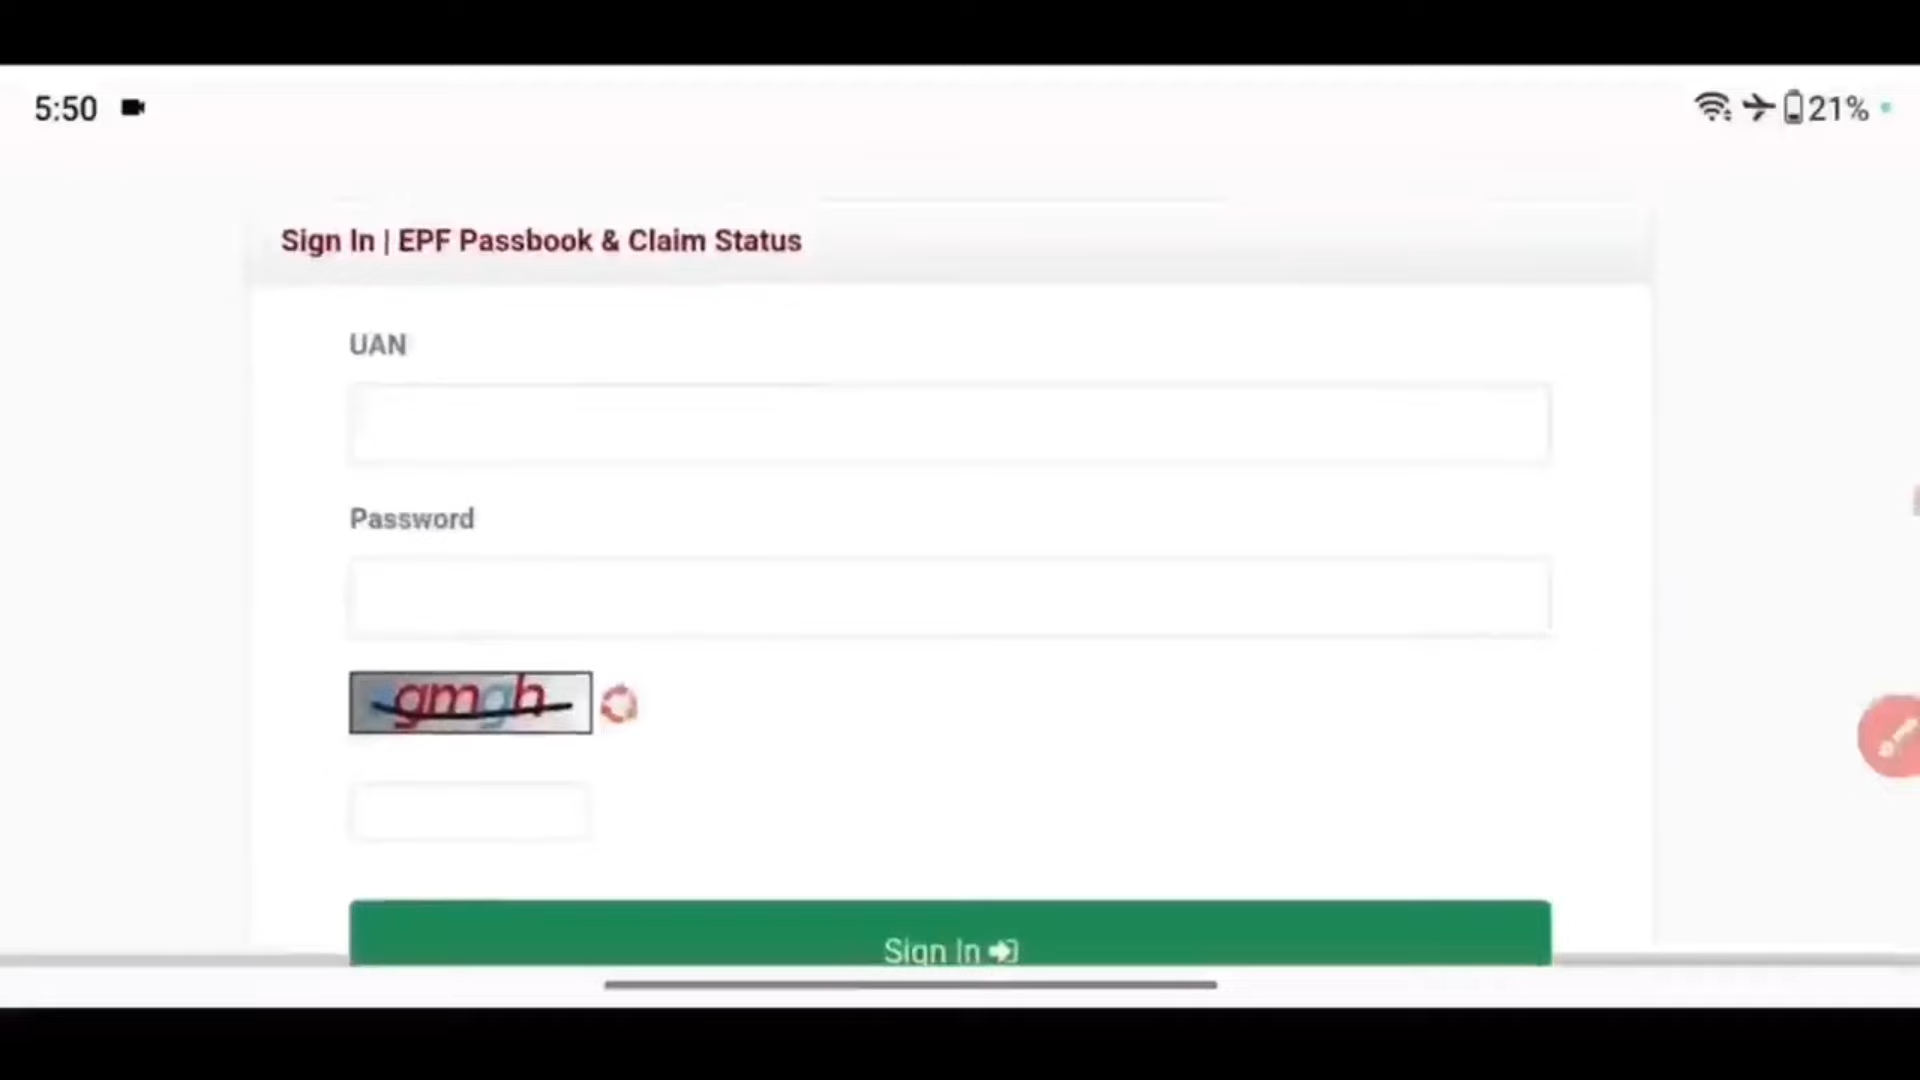 5:50
21%
Sign In | EPF Passbook & Claim Status
UAN
Password
gmgh
Sign In